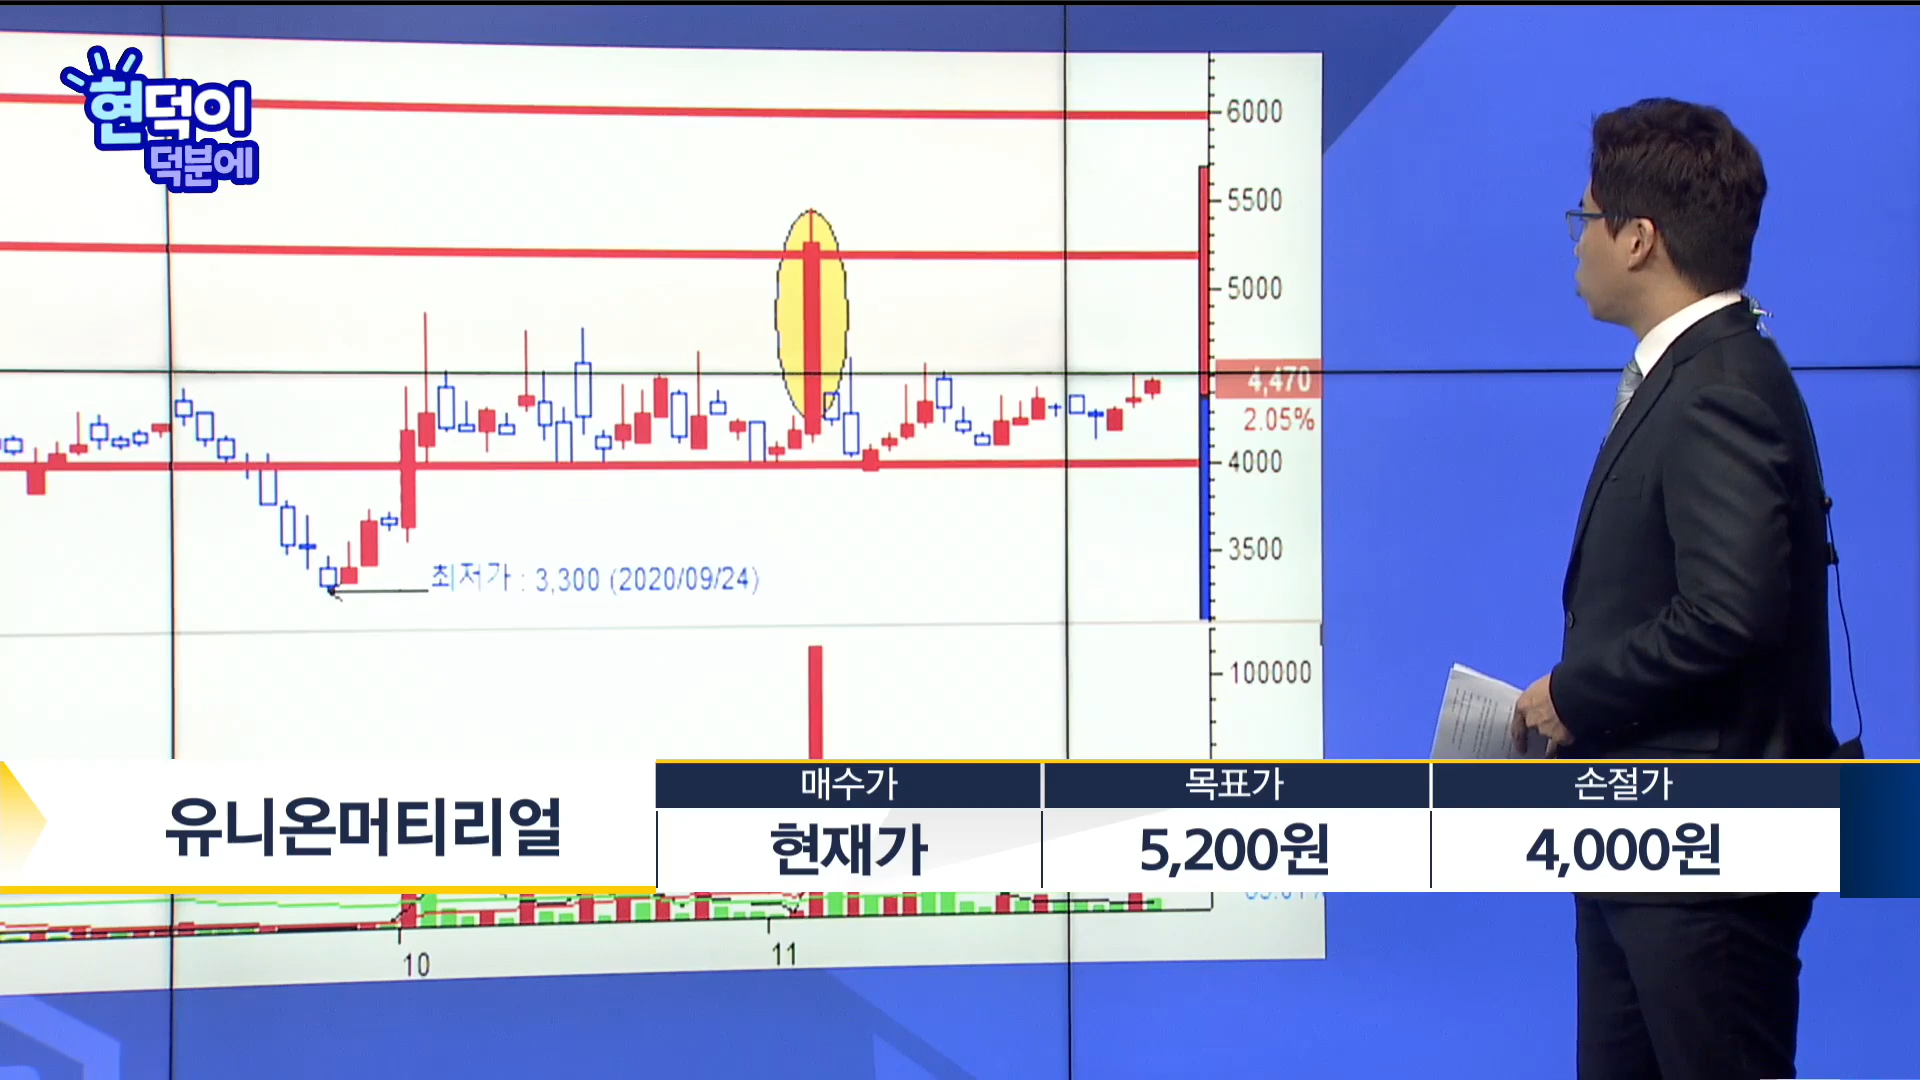 현덕이
덕분에
6000
5500
5000
4,470
2.05%
4000
3500
최저가 : 3,300 (2020/09/24)
100000
매수가
목표가
손절가
유니온머티리얼
현재가
5,200원
4,000원
10
11